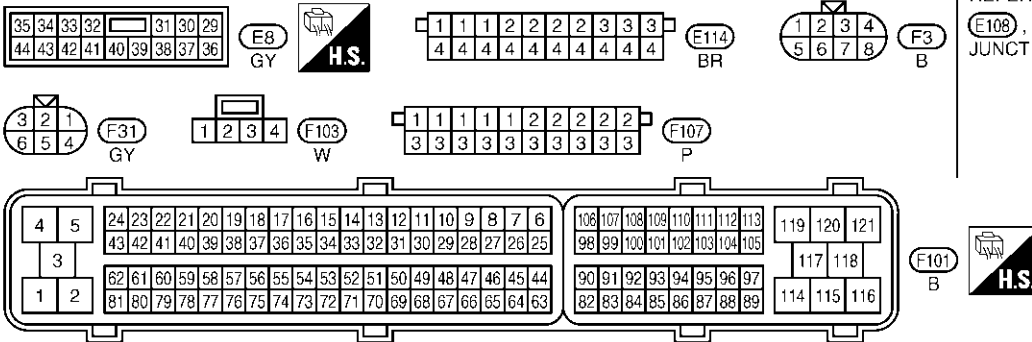 35 34 33 32 31 30 29
44 43 42 41 40 39 38 37 36
E8
GY
H.S.
1 1 1 2 2 2 2 3 3 3
4 4 4 4 4 4 4 4 4 4
E114
BR
1 2 3 4
5 6 7 8
F3
B
E108 ,
JUNCT
3 2 1
6 5 4
F31
GY
1 2 3 4
F103
W
1 1 1 1 1 2 2 2 2 2
3 3 3 3 3 3 3 3 3 3
F107
P
4 5
3
1 2
24 23 22 21 20 19 18 17 16 15 14 13 12 11 10 9 8 7 6
43 42 41 40 39 38 37 36 35 34 33 32 31 30 29 28 27 26 25
62 61 60 59 58 57 56 55 54 53 52 51 50 49 48 47 46 45 44
81 80 79 78 77 76 75 74 73 72 71 70 69 68 67 66 65 64 63
106 107 108 109 110 111 112 113
98 99 100 101 102 103 104 105
90 91 92 93 94 95 96 97
82 83 84 85 86 87 88 89
119 120 121
117 118
114 115 116
F101
B
H.S.